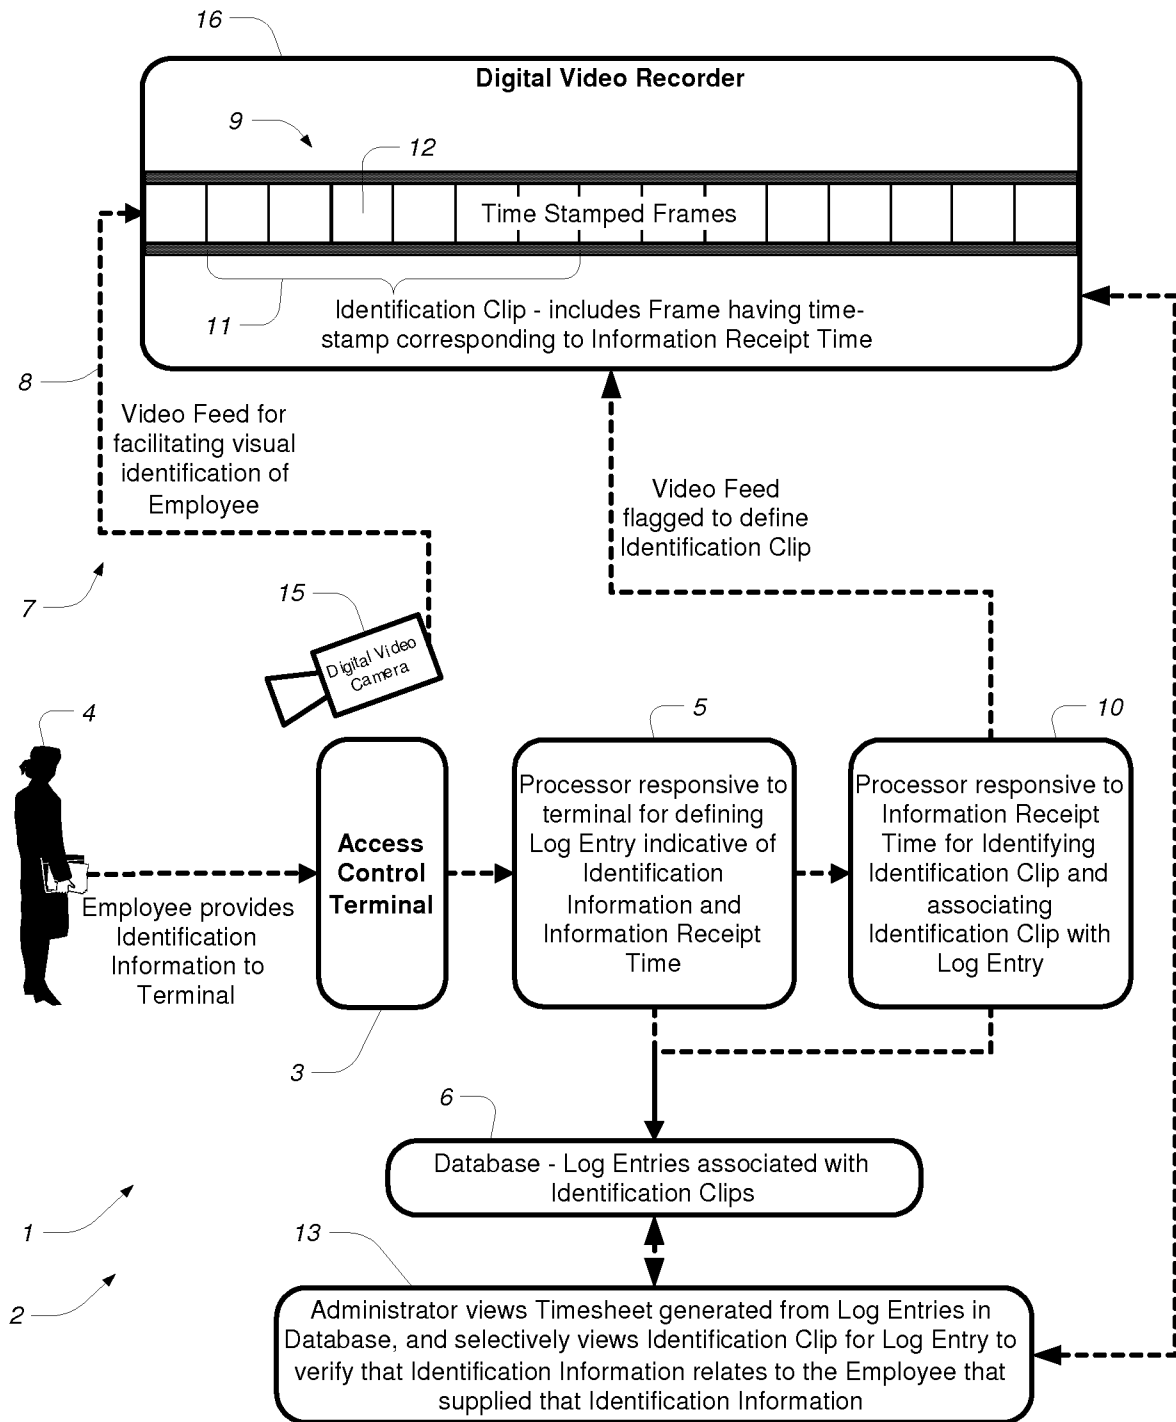 16
Digital Video Recorder
9
12
Time Stamped Frames
11
Identification Clip - includes Frame having time-
stamp corresponding to Information Receipt Time
8
Video Feed for
facilitating visual
identification of
Employee
Video Feed
flagged to define
Identification Clip
7
15
Digital Video
Camera
4
5
10
Access
Control
Terminal
Processor responsive to
terminal for defining
Log Entry indicative of
Identification
Information and
Information Receipt
Time
Processor responsive to
Information Receipt
Time for Identifying
Identification Clip and
associating
Identification Clip with
Log Entry
Employee provides
Identification
Information to
Terminal
3
6
Database - Log Entries associated with
Identification Clips
1
13
2
Administrator views Timesheet generated from Log Entries in
Database, and selectively views Identification Clip for Log Entry to
verify that Identification Information relates to the Employee that
supplied that Identification Information